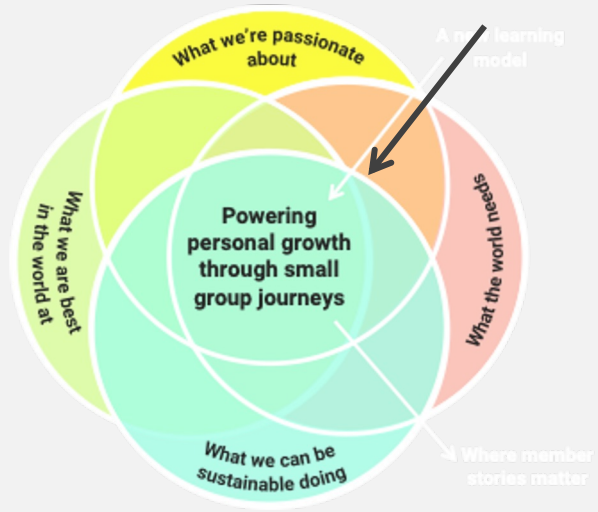 What we're passionate
about
A new learning
model
What we are best
in the world at
Powering
personal growth
through small
group journeys
What the world needs
What we can be
sustainable doing
Where member
stories matter